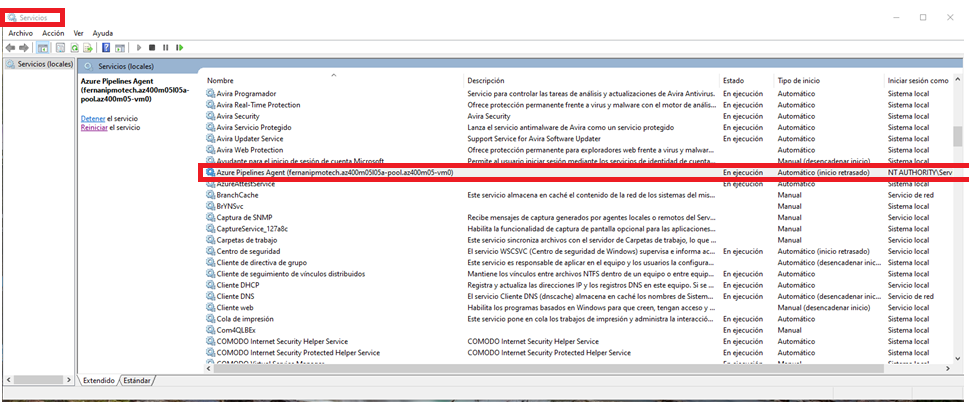 Servicios
Archivo Acción Ver Ayuda
Servicios (locales)
Servicios (locales)
Azure Pipelines Agent
(fernanipmotech.az400m05l05a-
pool.az400m05-vm0)
Detener el servicio
Reiniciar el servicio
Nombre Descripción Estado Tipo de inicio Iniciar sesión como
Avira Programador Servicio para controlar las tareas de análisis y actualizaciones de Avira Antivirus. En ejecución Automático Sistema local
Avira Real-Time Protection Ofrece protección permanente frente a virus y malware con el motor de anális... En ejecución Automático Sistema local
Avira Security Avira Security En ejecución Automático Sistema local
Avira Servicio Protegido Lanza el servicio antimalware de Avira como un servicio protegido En ejecución Automático Sistema local
Avira Updater Service Support Service for Avira Software Updater En ejecución Automático Sistema local
Avira Web Protection Ofrece protección permanente para exploradores web frente a virus y malwar... En ejecución Automático Sistema local
Ayudante para el inicio de sesión de cuenta Microsoft Permite al usuario iniciar sesión mediante los servicios de identidad de cuenta... Manual (desencadenar inicio) Sistema local
Azure Pipelines Agent (fernanipmotech.az400m05l05a-pool.az400m05-vm0) En ejecución Automático (inicio retrasado) NT AUTHORITY\Serv
AzureAttestService En ejecución Automático Sistema local
BranchCache Este servicio almacena en caché el contenido de la red de los sistemas del mis... Manual Servicio de red
BrYNSvc Manual Sistema local
Captura de SNMP Recibe mensajes de captura generados por agentes locales o remotos del Serv... Manual Servicio local
CaptureService_127a8c Habilita la funcionalidad de captura de pantalla opcional para las aplicaciones... Manual Sistema local
Carpetas de trabajo Este servicio sincroniza archivos con el servidor de Carpetas de trabajo, lo que ... Manual Servicio local
Centro de seguridad El servicio WSCSVC (Centro de seguridad de Windows) supervisa e informa ac... En ejecución Automático (inicio retrasado) Servicio local
Cliente de directiva de grupo Este servicio es responsable de aplicar en el equipo y los usuarios la configura... Automático (desencadenar inic... Sistema local
Cliente de seguimiento de vínculos distribuidos Mantiene los vínculos entre archivos NTFS dentro de un equipo o entre equip... En ejecución Automático Sistema local
Cliente DHCP Registra y actualiza las direcciones IP y los registros DNS en este equipo. Si se ... En ejecución Automático Servicio local
Cliente DNS El servicio Cliente DNS (dnscache) almacena en caché los nombres de Sistem... En ejecución Automático (desencadenar inic... Servicio de red
Cliente web Habilita los programas basados en Windows para que creen, tengan acceso y ... Manual (desencadenar inicio) Servicio local
Cola de impresión Este servicio pone en cola los trabajos de impresión y administra la interacció... En ejecución Automático Sistema local
Com4QLBEx En ejecución Manual Sistema local
COMODO Internet Security Helper Service COMODO Internet Security Helper Service En ejecución Automático Sistema local
COMODO Internet Security Protected Helper Service COMODO Internet Security Protected Helper Service En ejecución Automático Sistema local
Extendido Estándar